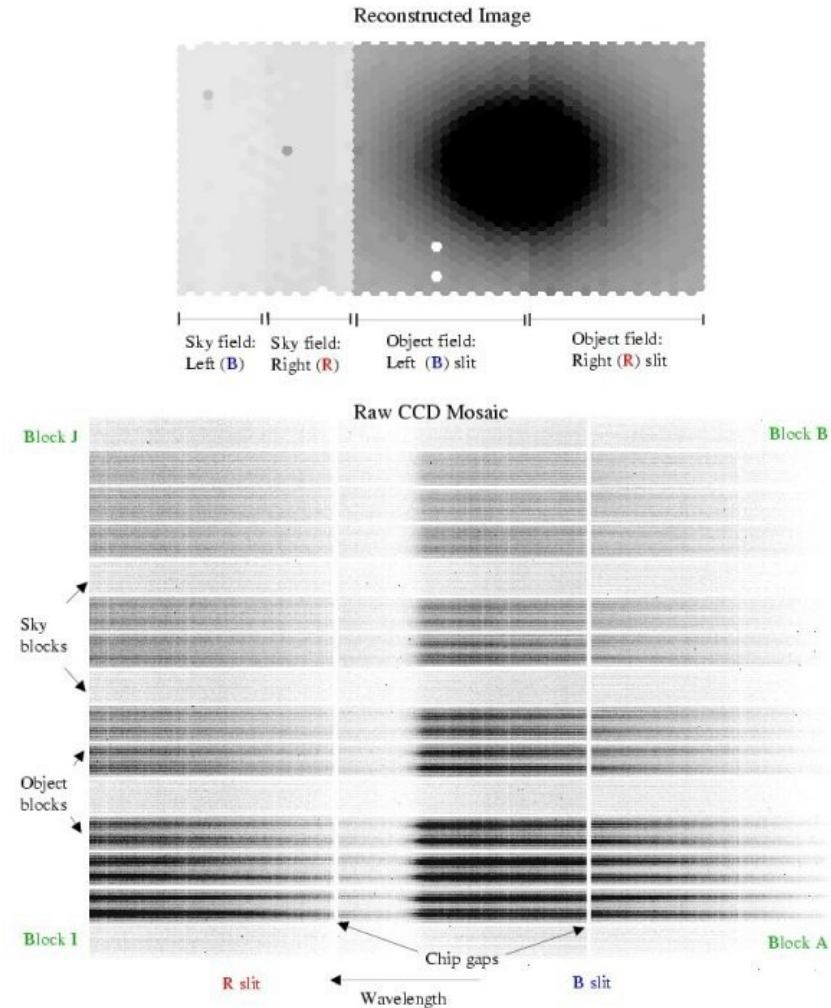 Reconstructed Image
Sky field:
Left (B)
Sky field:
Right (R)
Object field:
Left (B) slit
Object field:
Right (R) slit
Raw CCD Mosaic
Block J
Block B
Sky
blocks
Object
blocks
Block I
Chip gaps
Block A
R slit
Wavelength
B slit